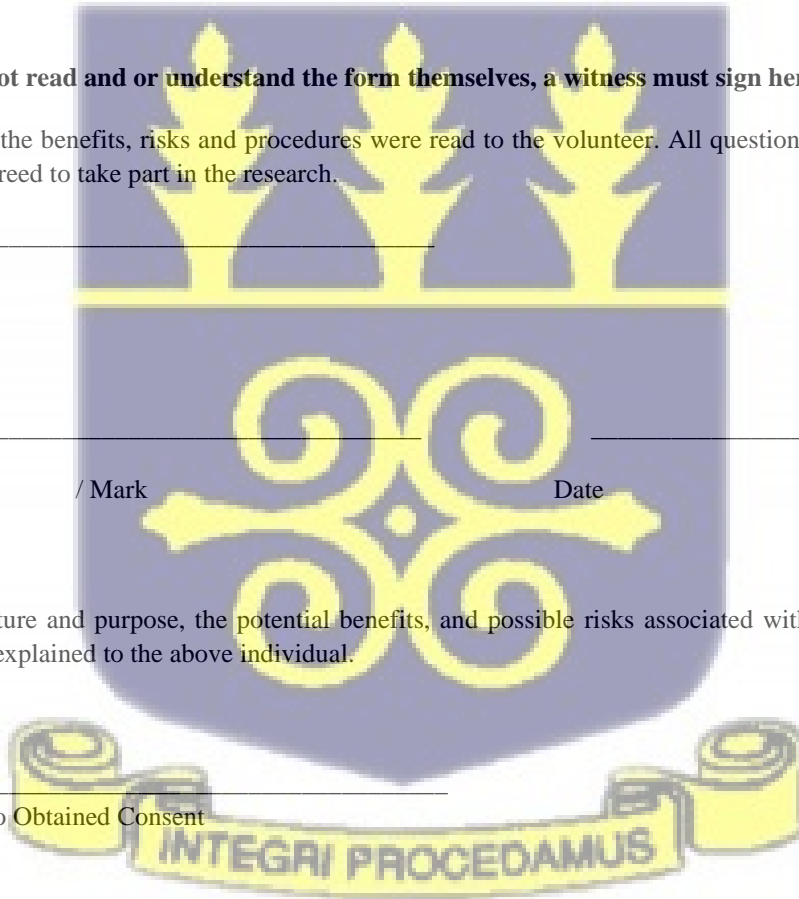 ot read and or understand the form themselves, a witness must sign her
the benefits, risks and procedures were read to the volunteer. All question
reed to take part in the research.
/ Mark Date
ture and purpose, the potential benefits, and possible risks associated wit
explained to the above individual.
o Obtained Consent
INTEGRI PROCEDAMUS